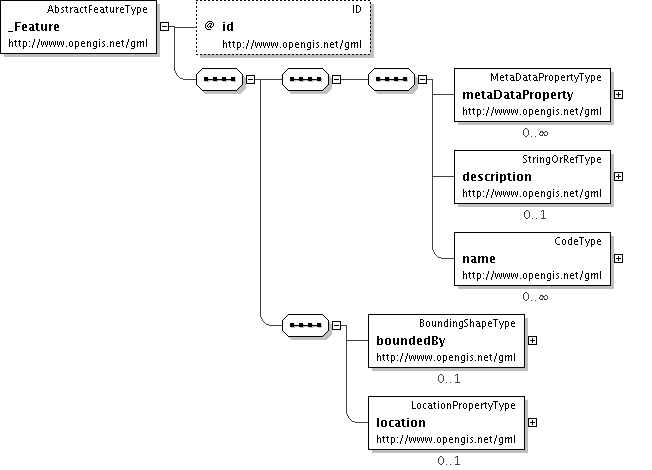 AbstractFeatureType
_Feature
http://www.opengis.net/gml
ID
@ id
http://www.opengis.net/gml
MetaDataPropertyType
metaDataProperty
http://www.opengis.net/gml
0..∞
StringOrRefType
description
http://www.opengis.net/gml
0..1
CodeType
name
http://www.opengis.net/gml
0..∞
BoundingShapeType
boundedBy
http://www.opengis.net/gml
0..1
LocationPropertyType
location
http://www.opengis.net/gml
0..1